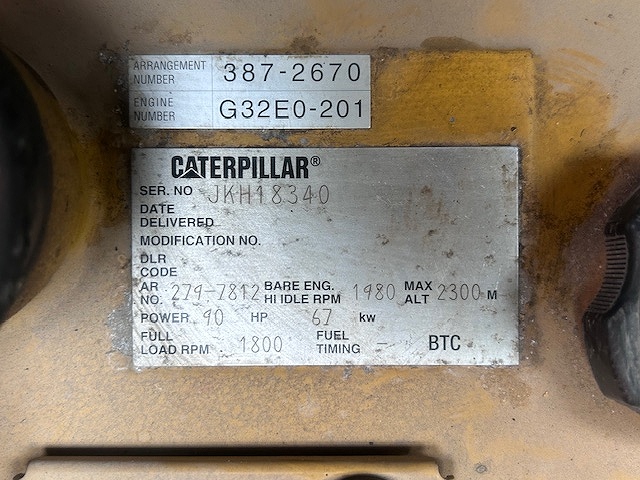 ARRANGEMENT NUMBER 387-2670
ENGINE NUMBER G32E0-201
CATERPILLAR®
SER. NO JKH18340
DATE DELIVERED
MODIFICATION NO.
DLR CODE
AR NO. 279-7812 BARE ENG. HI IDLE RPM 1980 MAX ALT 2300 M
POWER 90 HP 67 kw
FULL LOAD RPM 1800 FUEL TIMING - BTC